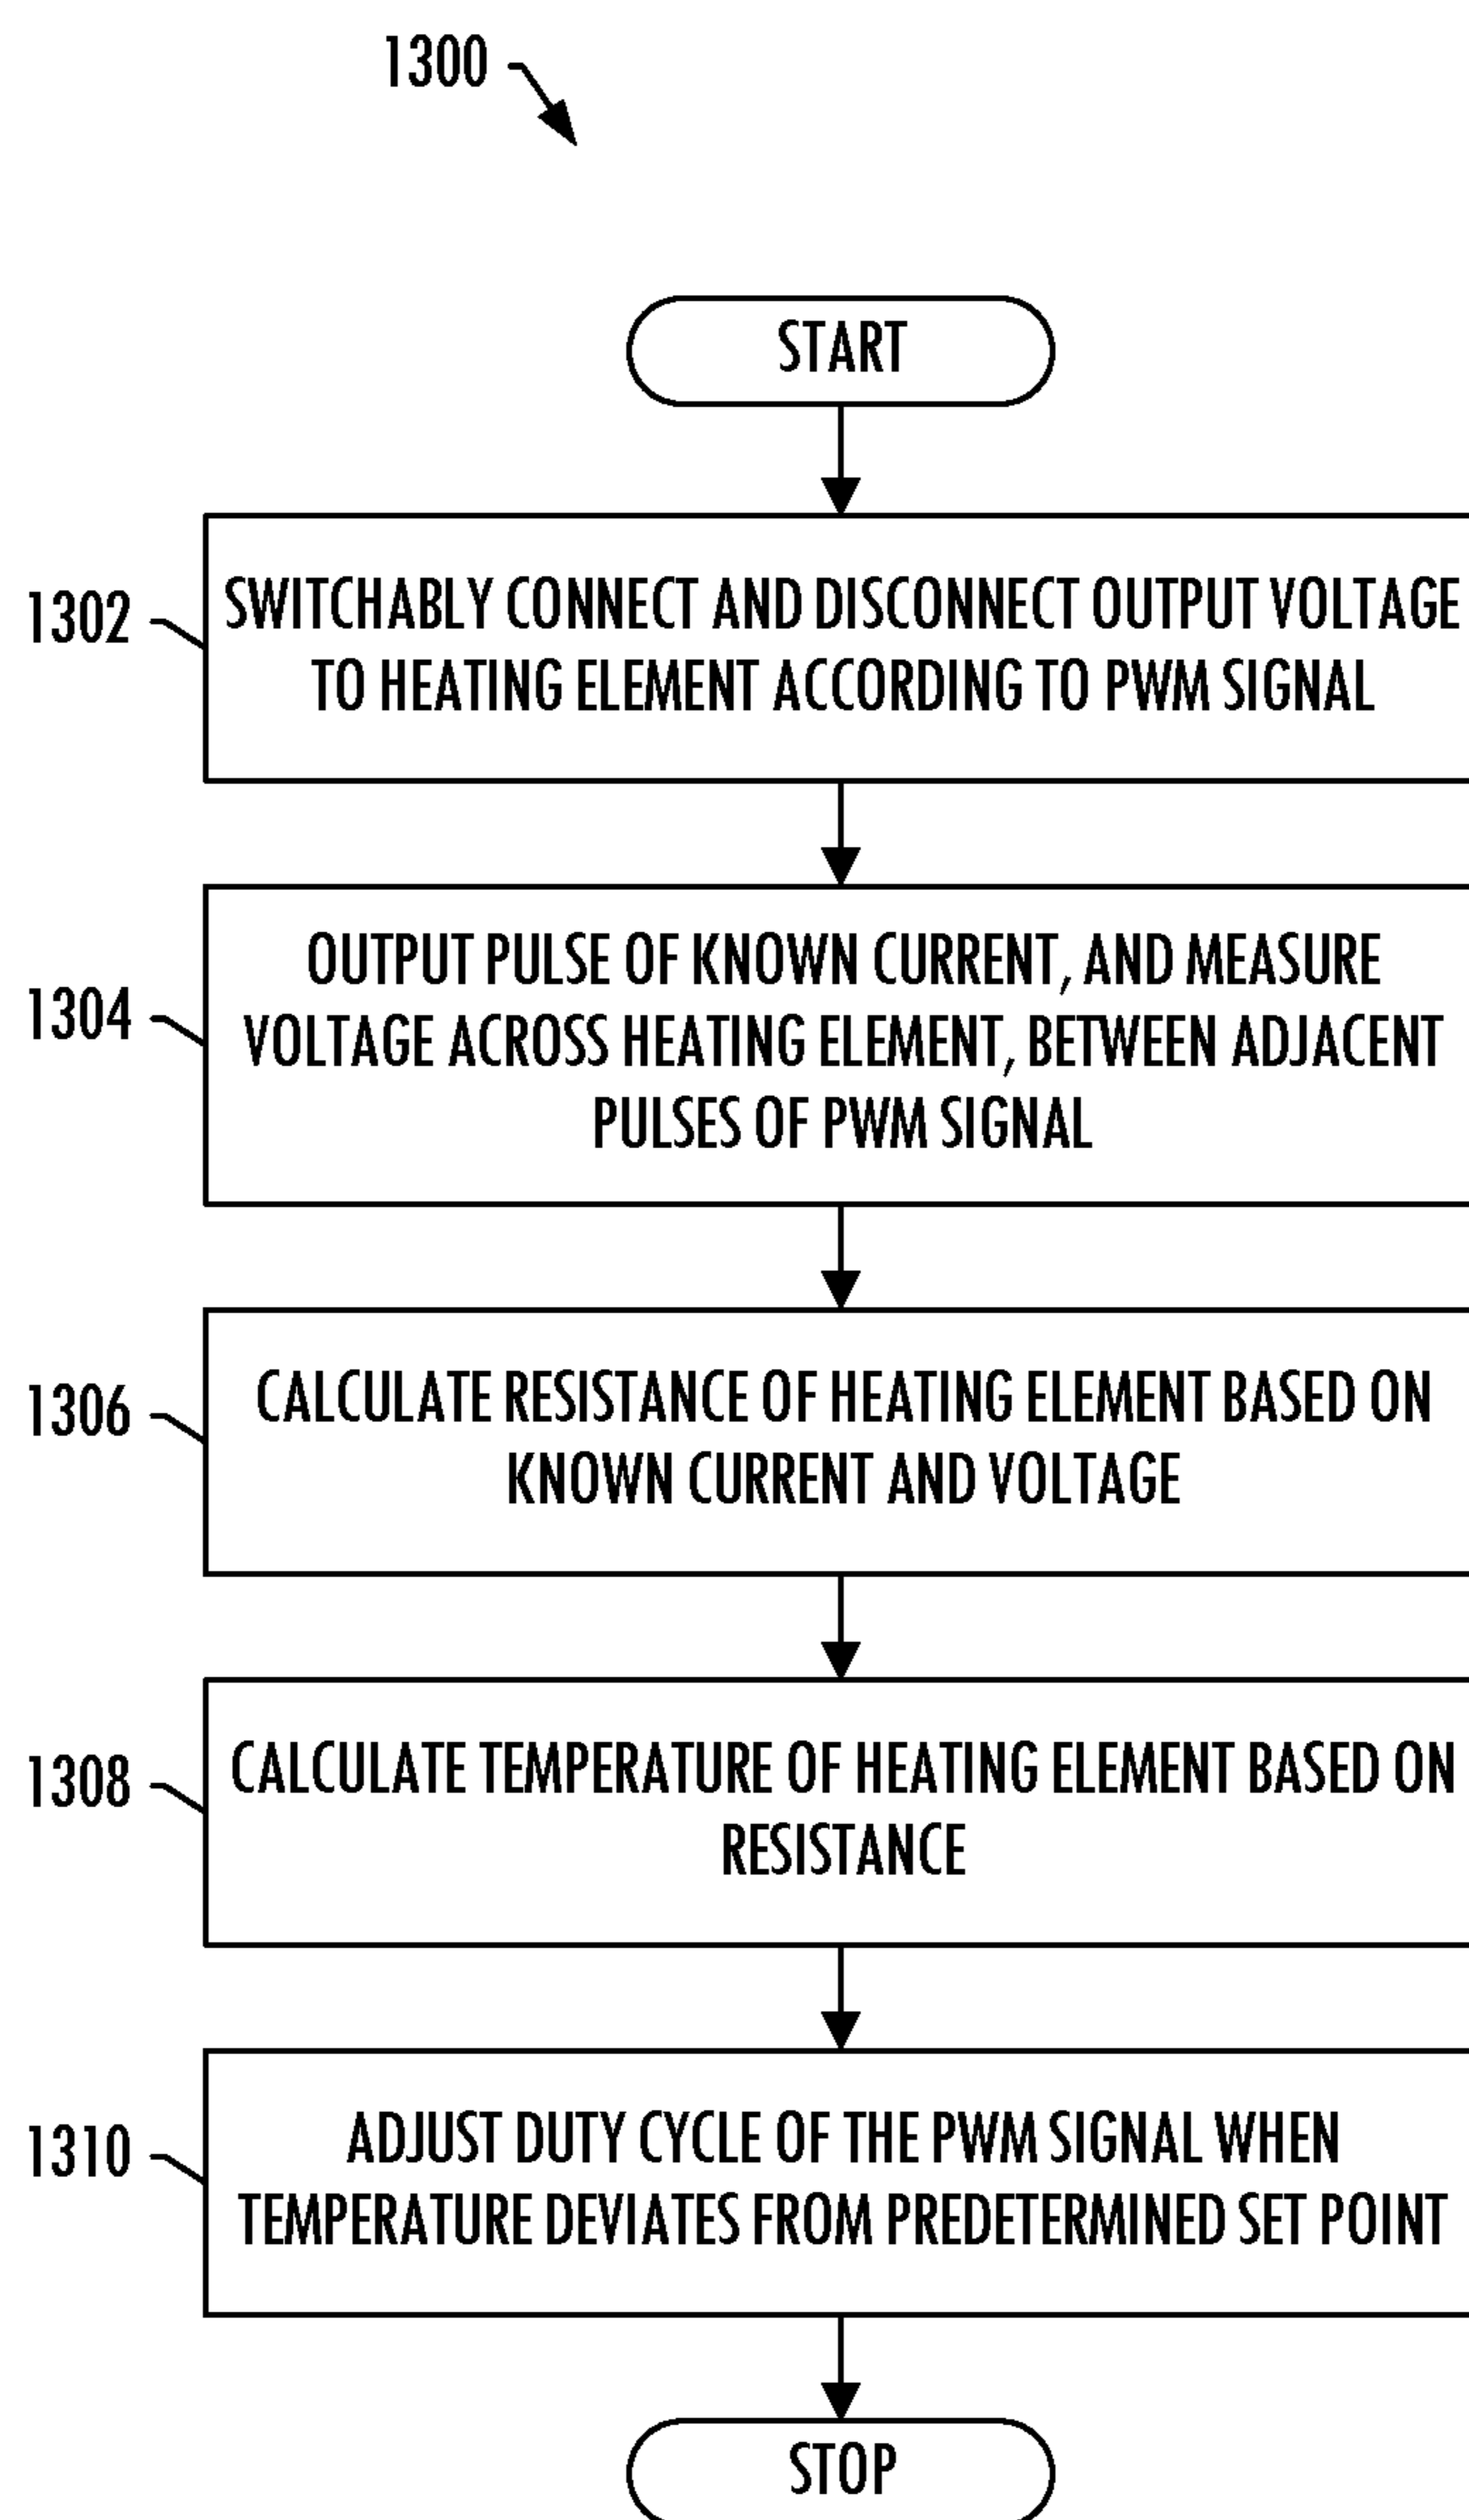 1300
START
1302
SWITCHABLY CONNECT AND DISCONNECT OUTPUT VOLTAGE
TO HEATING ELEMENT ACCORDING TO PWM SIGNAL
1304
OUTPUT PULSE OF KNOWN CURRENT, AND MEASURE
VOLTAGE ACROSS HEATING ELEMENT, BETWEEN ADJACENT
PULSES OF PWM SIGNAL
1306
CALCULATE RESISTANCE OF HEATING ELEMENT BASED ON
KNOWN CURRENT AND VOLTAGE
1308
CALCULATE TEMPERATURE OF HEATING ELEMENT BASED ON
RESISTANCE
1310
ADJUST DUTY CYCLE OF THE PWM SIGNAL WHEN
TEMPERATURE DEVIATES FROM PREDETERMINED SET POINT
STOP